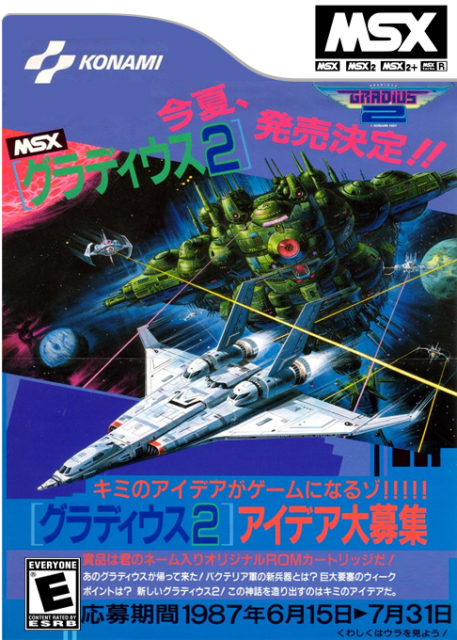 KONAMI
MSX
MSX MSX2 MSX2+ MSX turbo R
GRADIUS
2
今夏、発売決定!!
MSX
[グラディウス2]
キミのアイデアがゲームになるゾ!!!!!
[グラディウス2]アイデア大募集
賞品は君のネーム入りオリジナルROMカートリッジだ!
あのグラディウスが帰って来た!バクテリア軍の新兵器とは?巨大要塞のウィーク
ポイントは? 新しいグラディウス2! この神話を造り出すのはキミのアイデアだ。
応募期間1987年6月15日▶7月31日
くわしくはウラを見よう!
EVERYONE
E
CONTENT RATED BY
ESRB